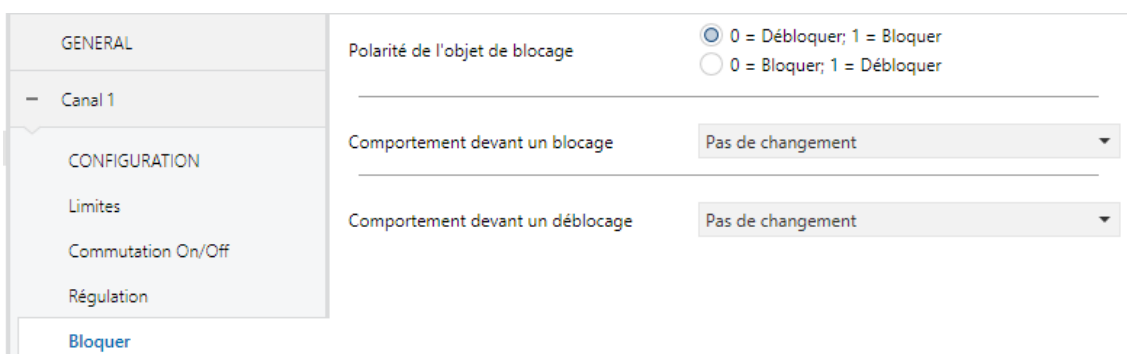 GENERAL
Canal 1
CONFIGURATION
Limites
Commutation On/Off
Régulation
Bloquer
Polarité de l'objet de blocage
0 = Débloquer; 1 = Bloquer
0 = Bloquer; 1 = Débloquer
Comportement devant un blocage
Pas de changement
Comportement devant un déblocage
Pas de changement